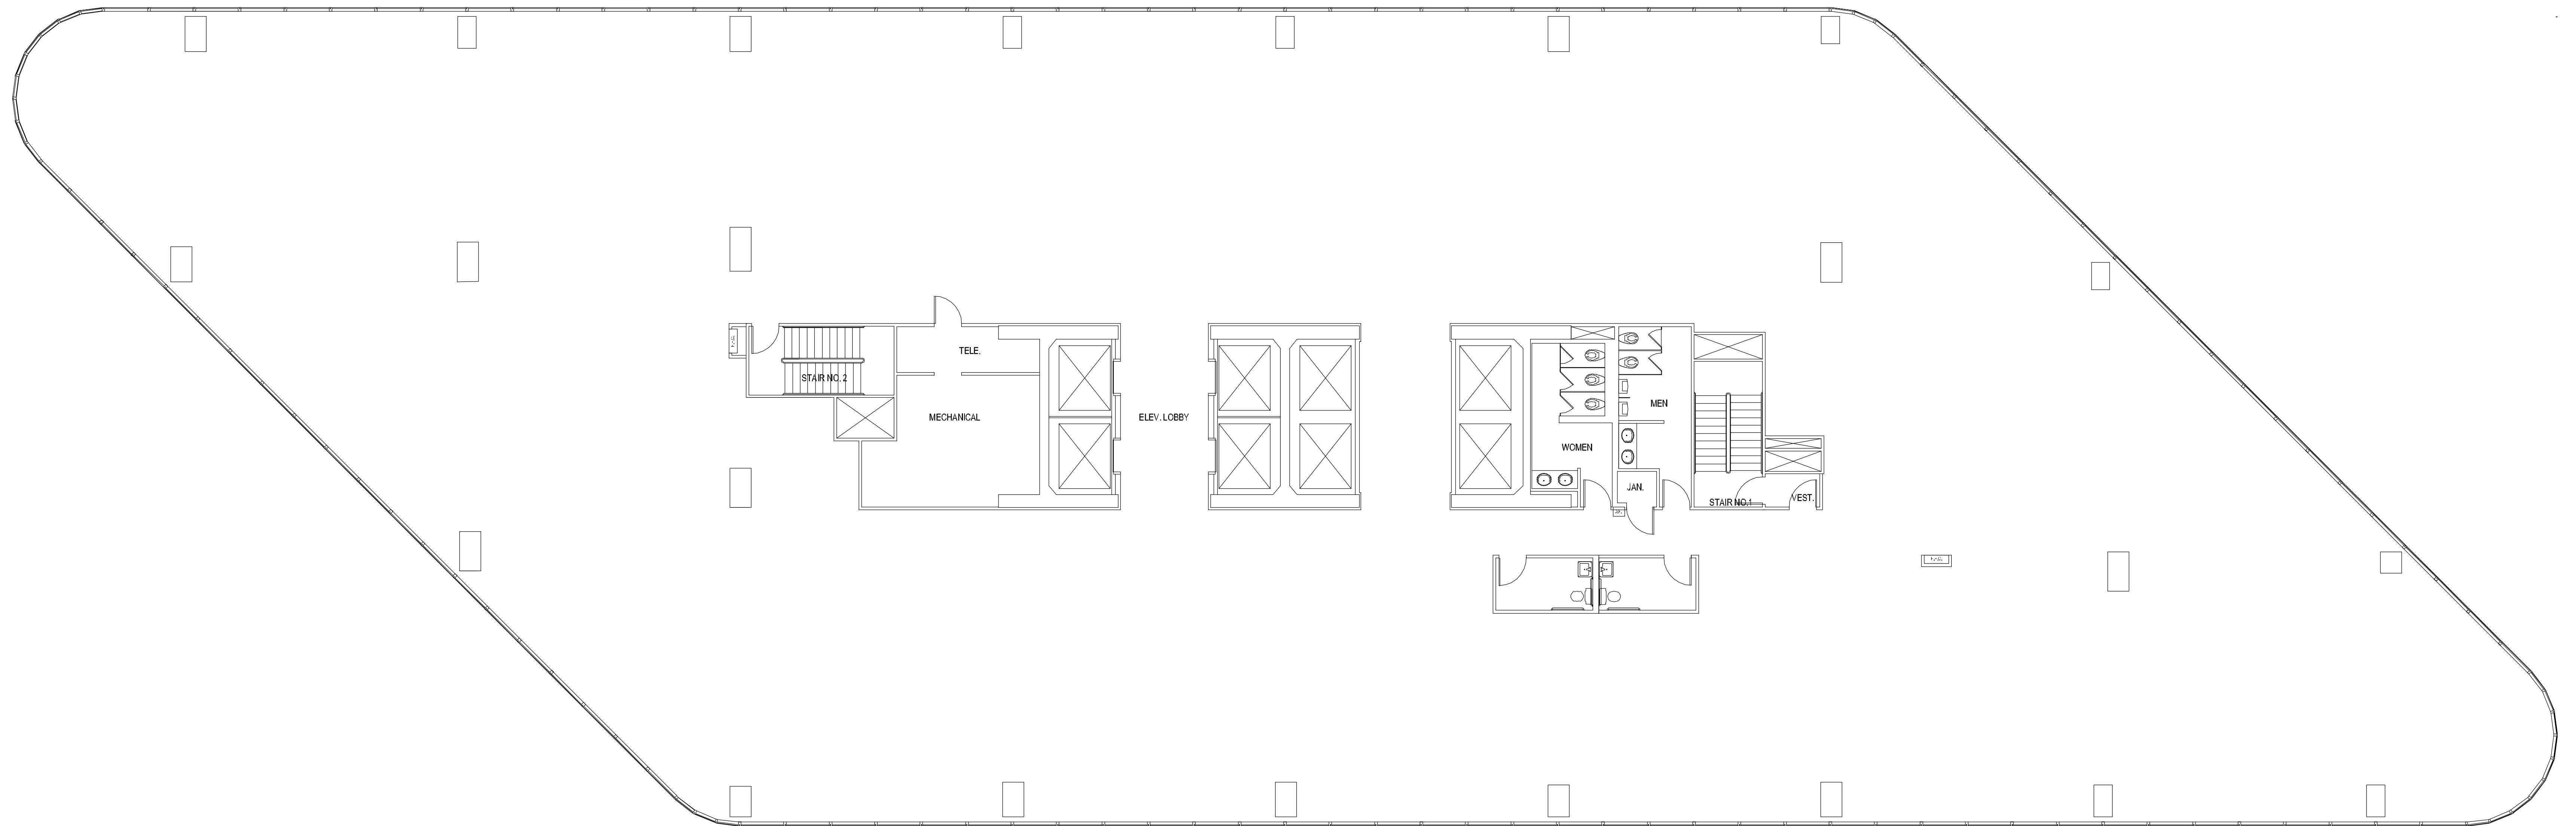 TELE.
STAIR NO. 2
MECHANICAL
ELEV. LOBBY
MEN
WOMEN
JAN.
STAIR NO.1
VEST.